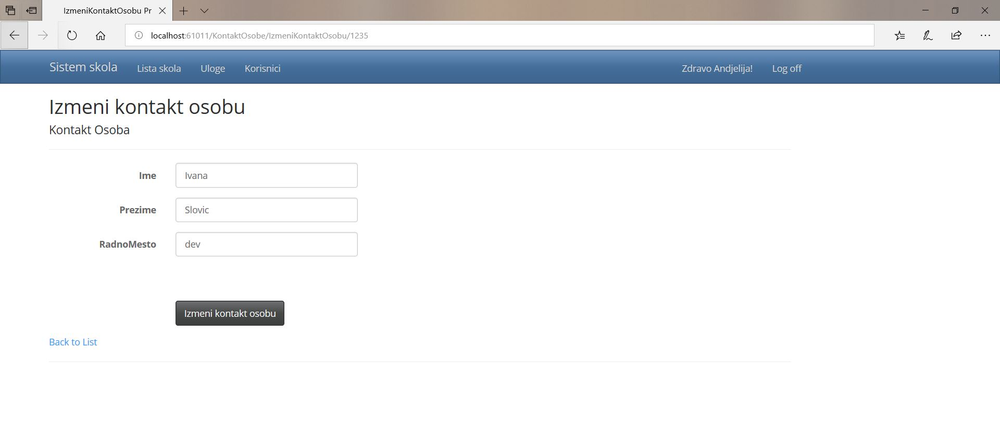 IzmeniKontaktOsobu Pr
localhost:61011/KontaktOsobe/IzmeniKontaktOsobu/1235
Sistem skola Lista skola Uloge Korisnici Zdravo Andjelija! Log off
Izmeni kontakt osobu
Kontakt Osoba
Ime Ivana
Prezime Slovic
RadnoMesto dev
Izmeni kontakt osobu
Back to List